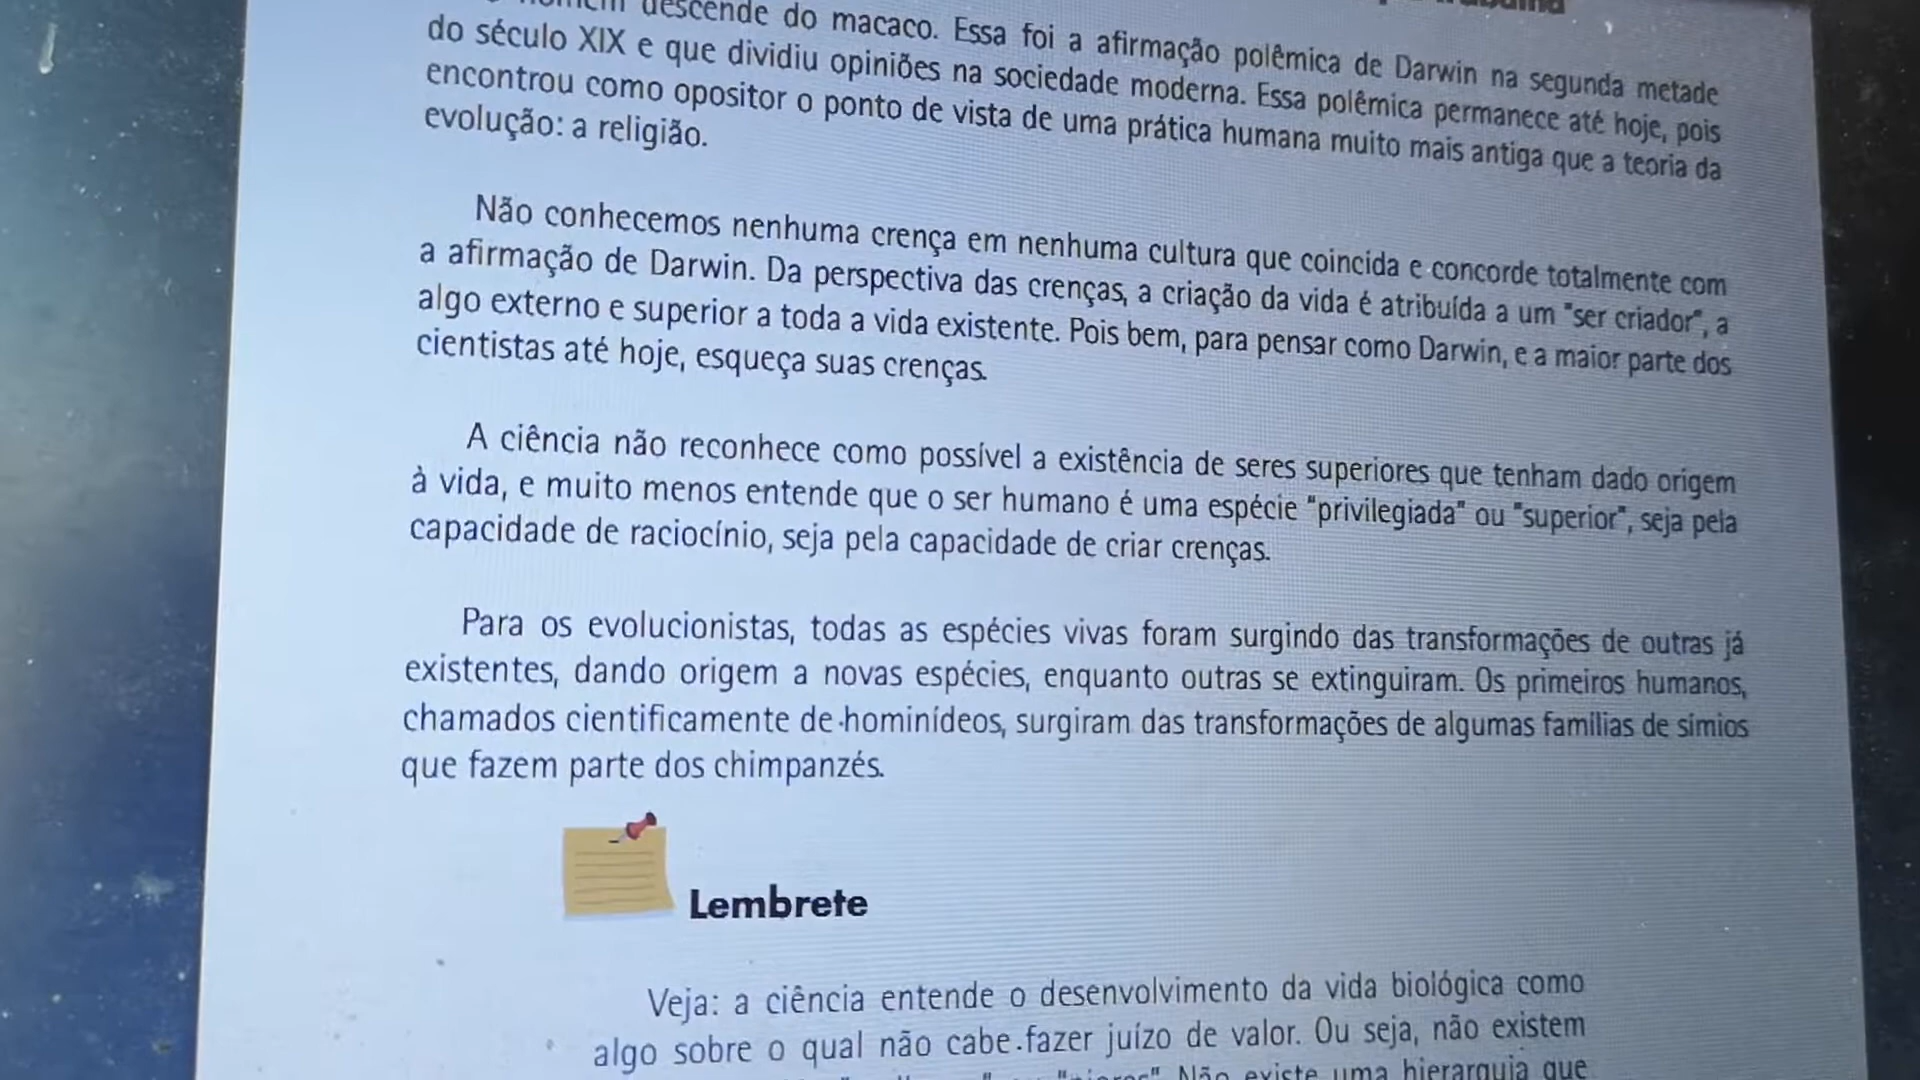 descende do macaco. Essa foi a afirmação polêmica de Darwin na segunda metade
do século XIX e que dividiu opiniões na sociedade moderna. Essa polêmica permanece até hoje, pois
encontrou como opositor o ponto de vista de uma prática humana muito mais antiga que a teoria da
evolução: a religião.
Não conhecemos nenhuma crença em nenhuma cultura que coincida e concorde totalmente com
a afirmação de Darwin. Da perspectiva das crenças, a criação da vida é atribuída a um "ser criador", a
algo externo e superior a toda a vida existente. Pois bem, para pensar como Darwin, e a maior parte dos
cientistas até hoje, esqueça suas crenças.
A ciência não reconhece como possível a existência de seres superiores que tenham dado origem
à vida, e muito menos entende que o ser humano é uma espécie "privilegiada" ou "superior", seja pela
capacidade de raciocínio, seja pela capacidade de criar crenças.
Para os evolucionistas, todas as espécies vivas foram surgindo das transformações de outras já
existentes, dando origem a novas espécies, enquanto outras se extinguiram. Os primeiros humanos,
chamados cientificamente de hominídeos, surgiram das transformações de algumas famílias de símios
que fazem parte dos chimpanzés.
Lembrete
Veja: a ciência entende o desenvolvimento da vida biológica como
algo sobre o qual não cabe fazer juízo de valor. Ou seja, não existem
Não existe uma hierarquia que